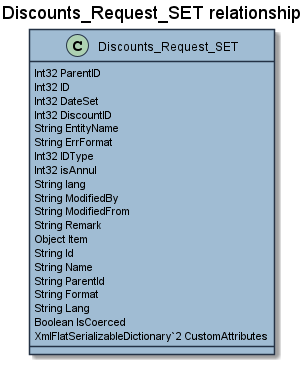 Discounts_Request_SET relationship
C Discounts_Request_SET
Int32 ParentID
Int32 ID
Int32 DateSet
Int32 DiscountID
String EntityName
String ErrFormat
Int32 IDType
Int32 isAnnul
String lang
String ModifiedBy
String ModifiedFrom
String Remark
Object Item
String Id
String Name
String ParentId
String Format
String Lang
Boolean IsCoerced
XmlFlatSerializableDictionary`2 CustomAttributes